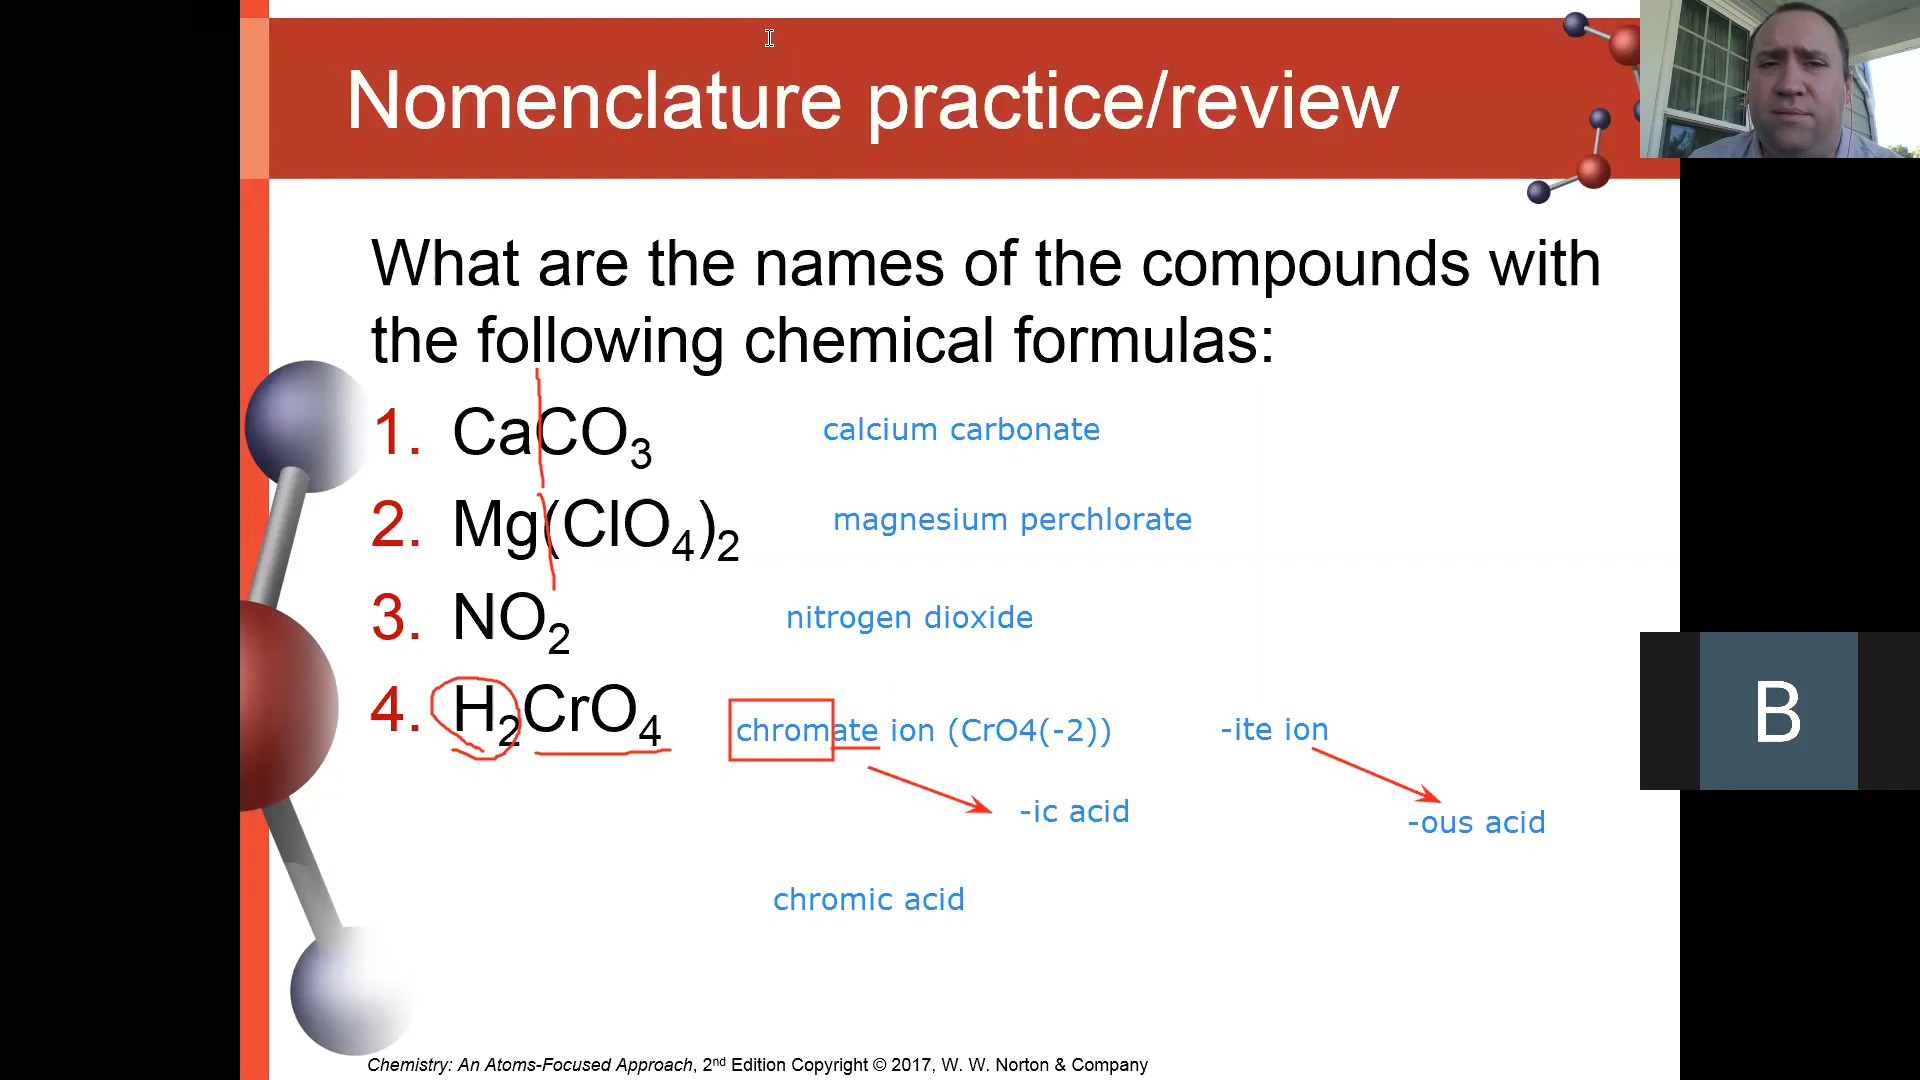 Nomenclature practice/review
What are the names of the compounds with
the following chemical formulas:
1. CaCO₃ calcium carbonate
2. Mg(ClO₄)₂ magnesium perchlorate
3. NO₂ nitrogen dioxide
4. H₂CrO₄ chromate ion (CrO4(-2)) -ite ion
-ic acid -ous acid
chromic acid
B
Chemistry: An Atoms-Focused Approach, 2nd Edition Copyright © 2017, W. W. Norton & Company